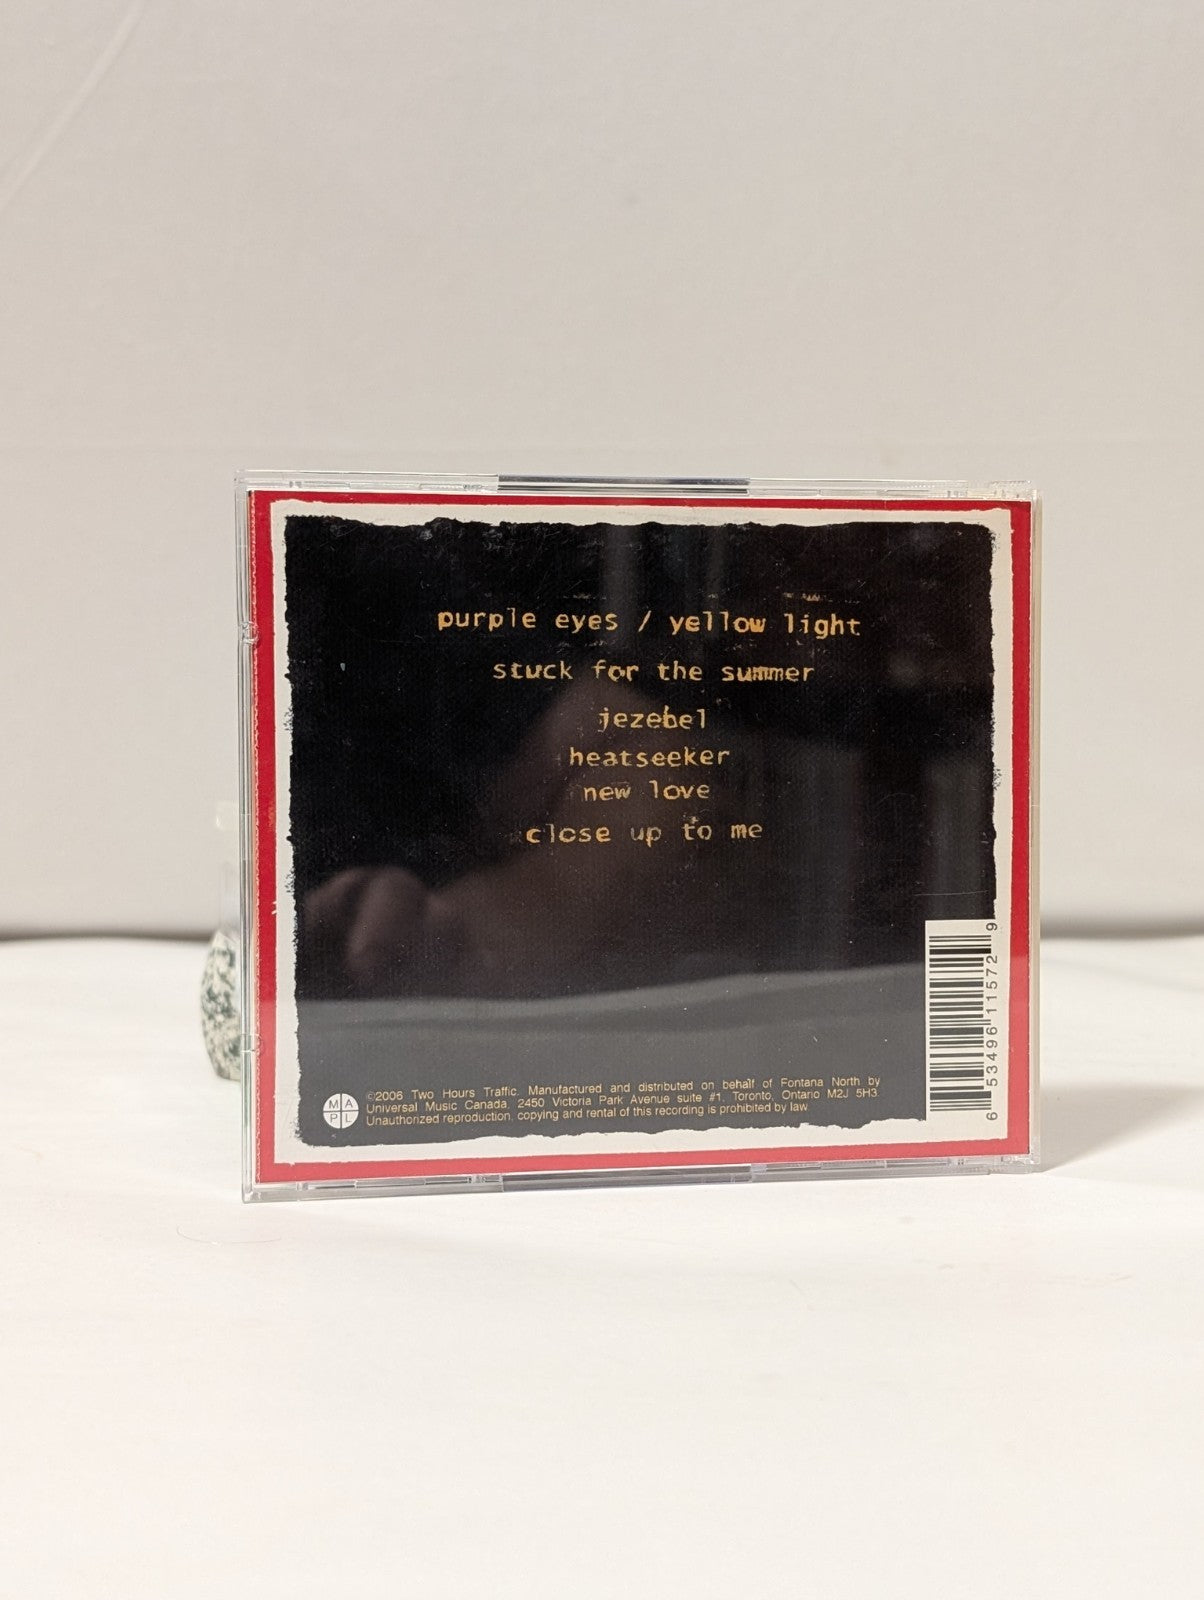 purple eyes / yellow light
stuck for the summer
jezebel
heatseeker
new love
close up to me
M A
P L
©2006 Two Hours Traffic. Manufactured and distributed on behalf of Fontana North by
Universal Music Canada, 2450 Victoria Park Avenue suite #1, Toronto, Ontario M2J 5H3.
Unauthorized reproduction, copying and rental of this recording is prohibited by law.
6 53496 11572 9